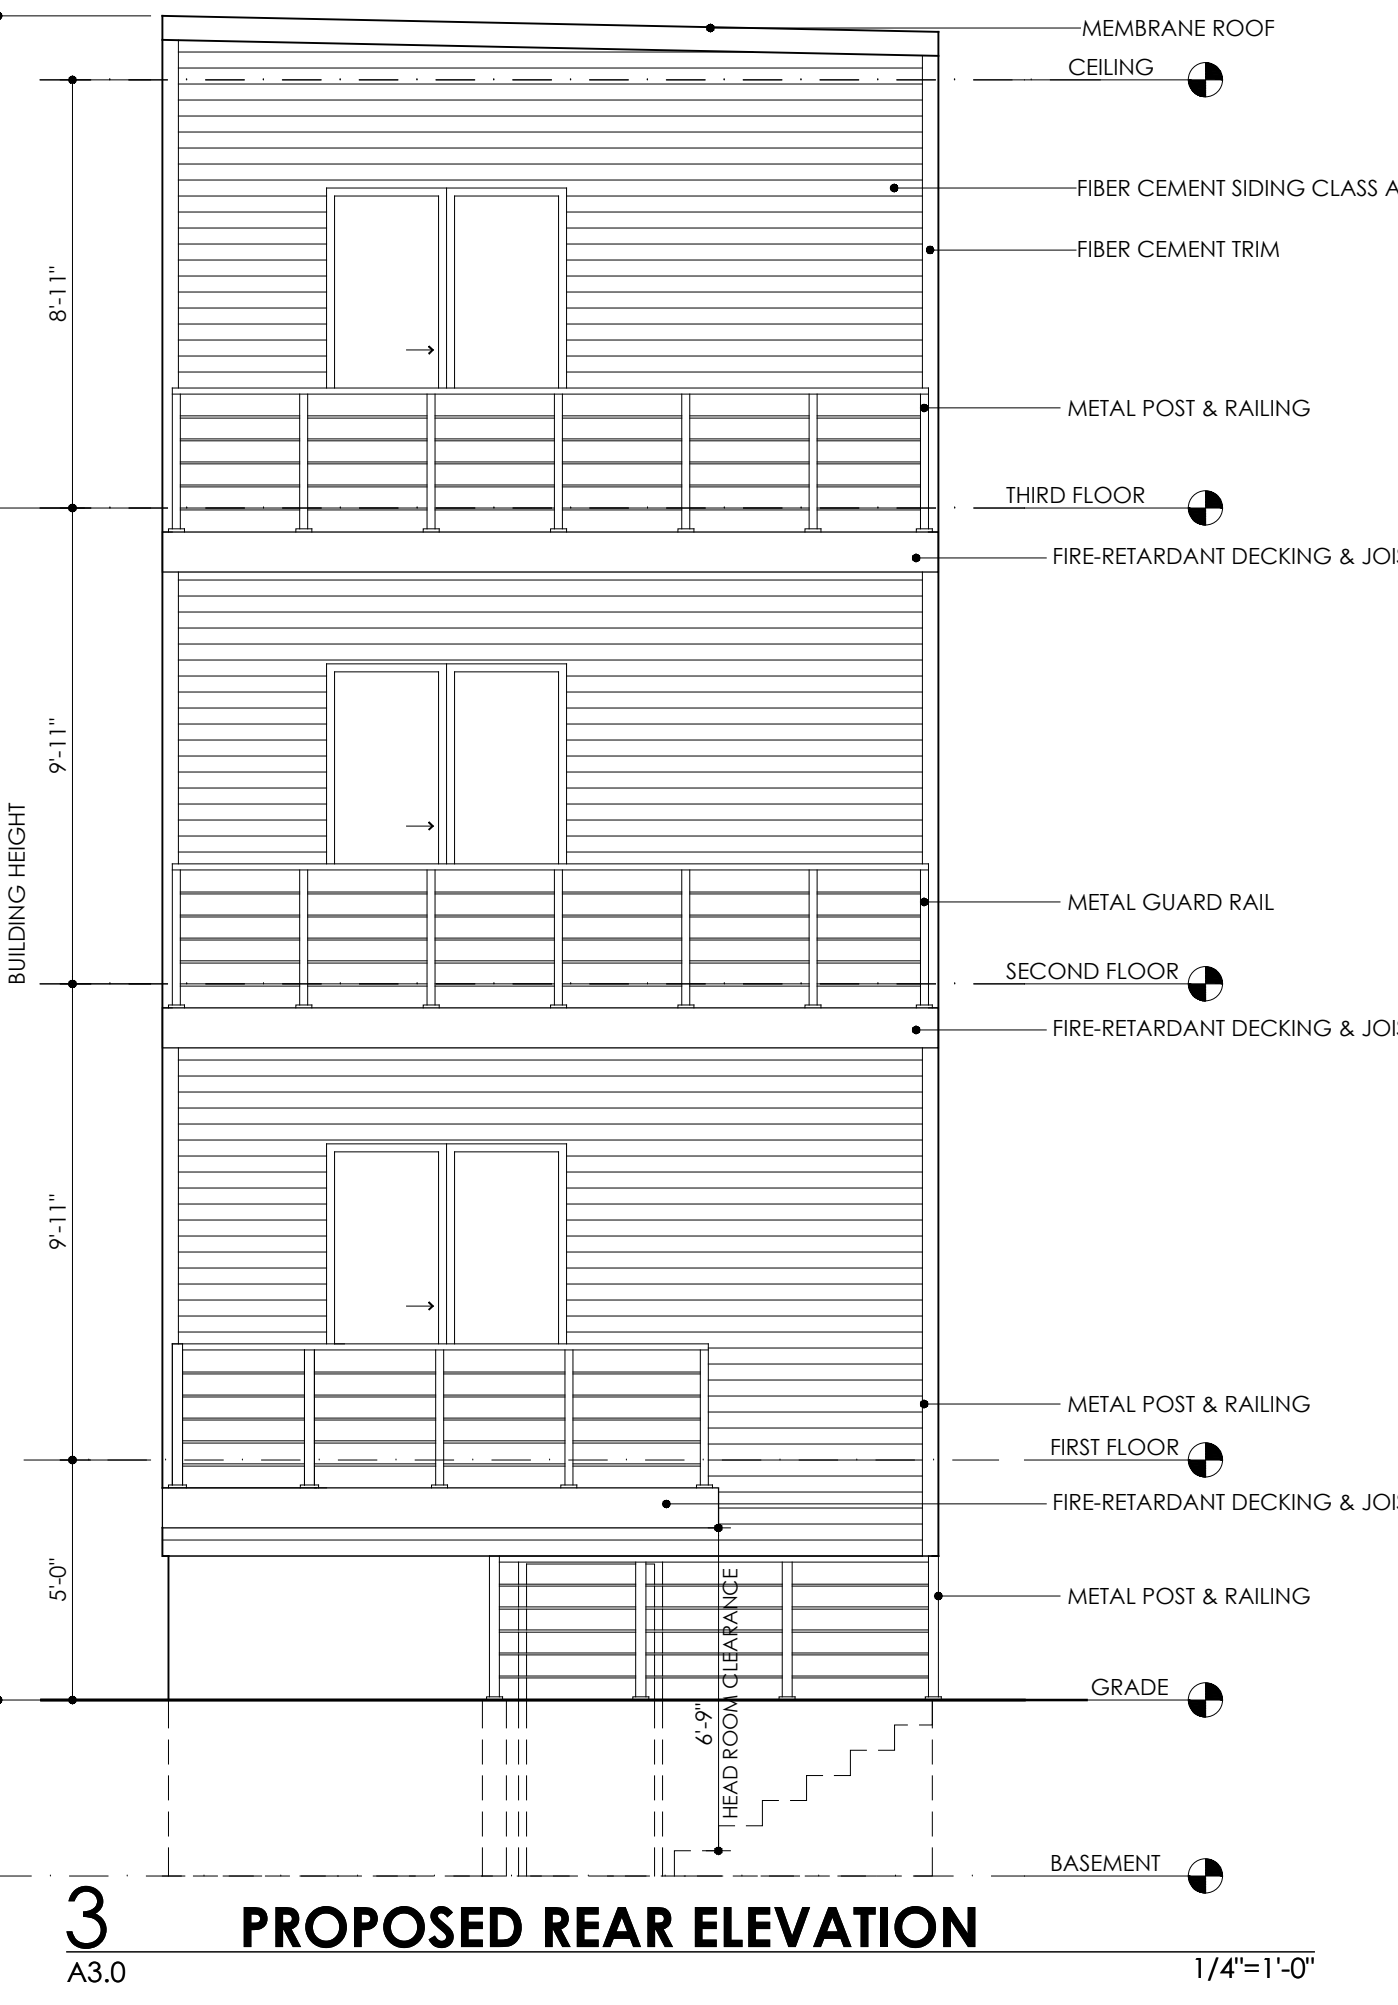 MEMBRANE ROOF
CEILING
FIBER CEMENT SIDING CLASS A
FIBER CEMENT TRIM
8'-11"
METAL POST & RAILING
THIRD FLOOR
FIRE-RETARDANT DECKING & JOIS
9'-11"
BUILDING HEIGHT
METAL GUARD RAIL
SECOND FLOOR
FIRE-RETARDANT DECKING & JOIS
9'-11"
METAL POST & RAILING
FIRST FLOOR
FIRE-RETARDANT DECKING & JOIS
5'-0"
METAL POST & RAILING
GRADE
6'-9"
HEAD ROOM CLEARANCE
BASEMENT
3
PROPOSED REAR ELEVATION
A3.0
1/4"=1'-0"